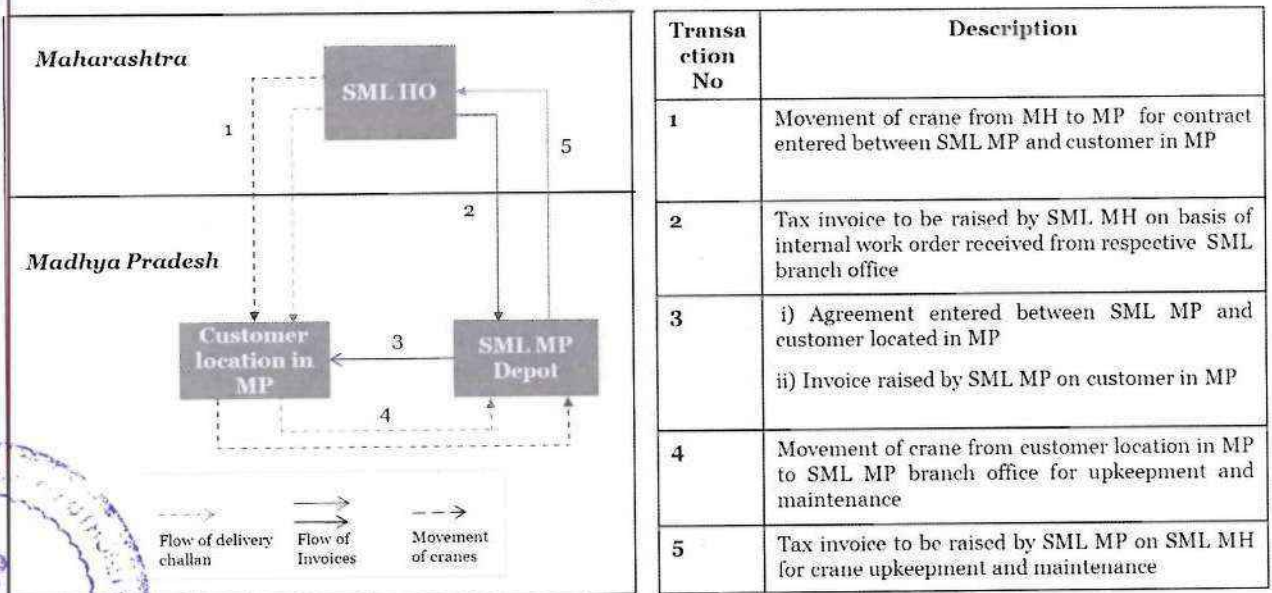 Maharashtra
SML HO
1
5
2
Madhya Pradesh
Customer
location in
MP
3
SML MP
Depot
4
Flow of delivery
challan
Flow of
Invoices
Movement
of cranes
Transa
ction
No
Description
1
Movement of crane from MH to MP for contract
entered between SML MP and customer in MP
2
Tax invoice to be raised by SML MH on basis of
internal work order received from respective SML
branch office
3
i) Agreement entered between SML MP and
customer located in MP
ii) Invoice raised by SML MP on customer in MP
4
Movement of crane from customer location in MP
to SML MP branch office for upkeepment and
maintenance
5
Tax invoice to be raised by SML MP on SML MH
for crane upkeepment and maintenance